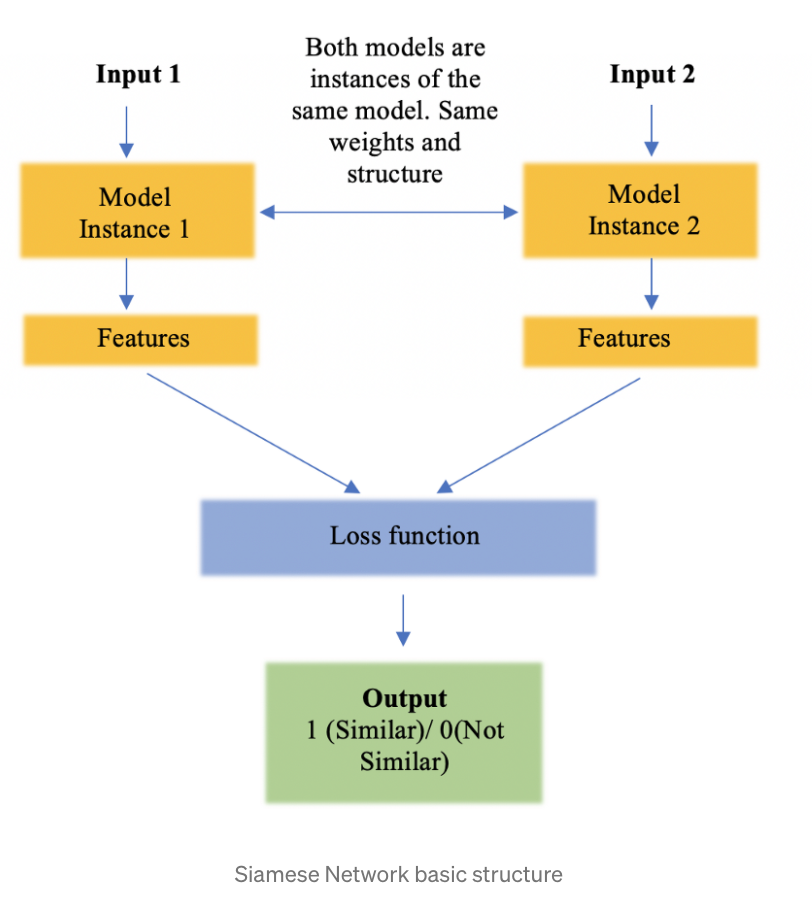 Input 1
Both models are
instances of the
same model. Same
weights and
structure
Input 2
Model
Instance 1
Model
Instance 2
Features
Features
Loss function
Output
1 (Similar)/ 0(Not
Similar)
Siamese Network basic structure